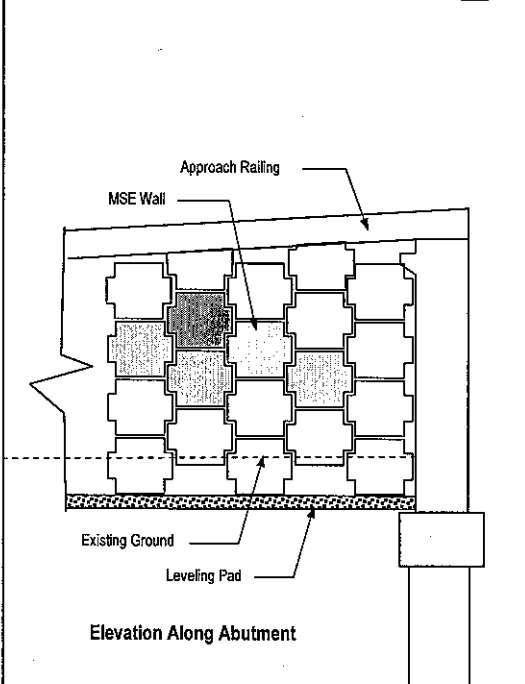 Approach Railing
MSE Wall
Existing Ground
Leveling Pad
Elevation Along Abutment